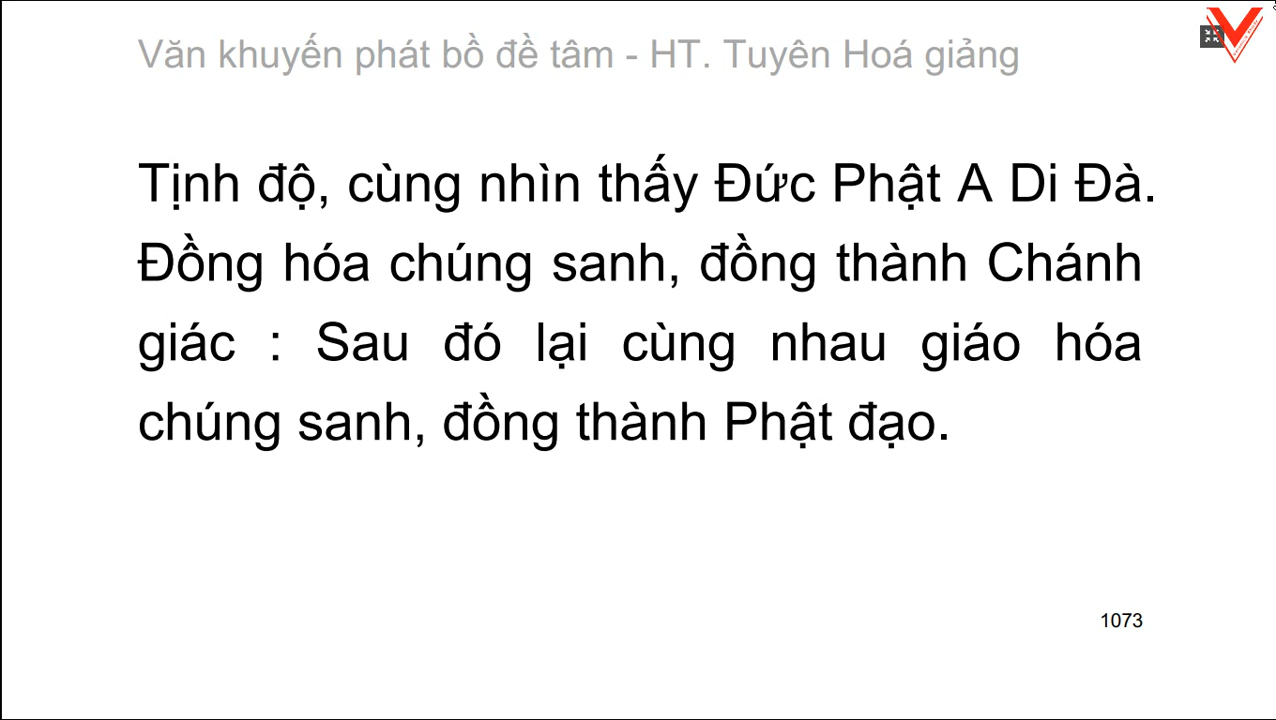 Văn khuyến phát bồ đề tâm - HT. Tuyên Hoá giảng
Tịnh độ, cùng nhìn thấy Đức Phật A Di Đà.
Đồng hóa chúng sanh, đồng thành Chánh
giác : Sau đó lại cùng nhau giáo hóa
chúng sanh, đồng thành Phật đạo.
1073